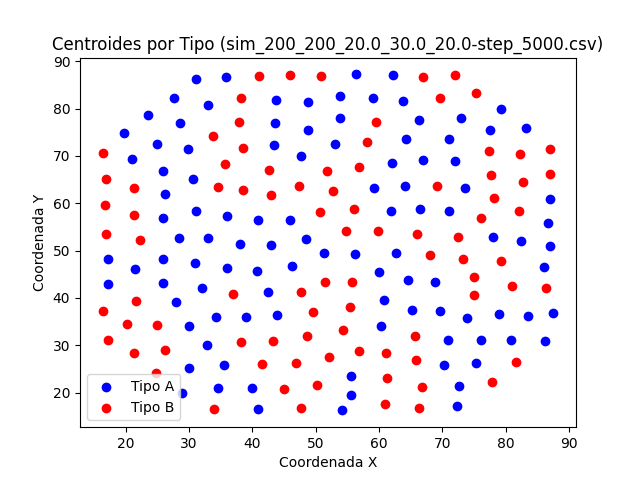 Centroides por Tipo (sim_200_200_20.0_30.0_20.0-step_5000.csv)
90
80
70
60
50
40
30
20
Coordenada Y
Tipo A
Tipo B
20 30 40 50 60 70 80 90
Coordenada X